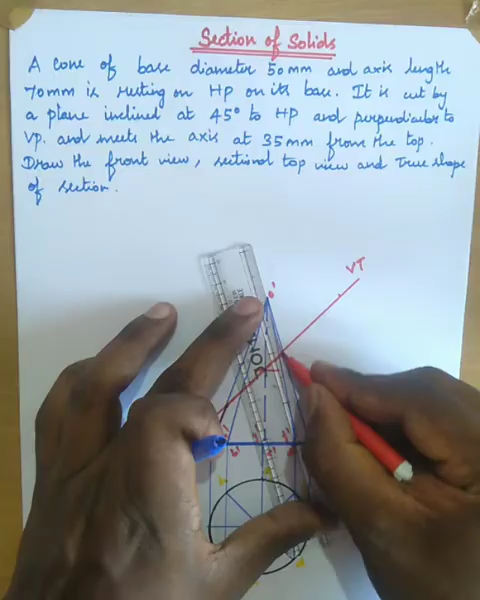 Section of Solids
A cone of base diameter 50mm and axis length
70mm is resting on HP on its base. It is cut by
a plane inclined at 45° to HP and perpendicular to
VP. and meets the axis at 35mm from the top.
Draw the front view, sectional top view and True shape
of section.
VT
o'